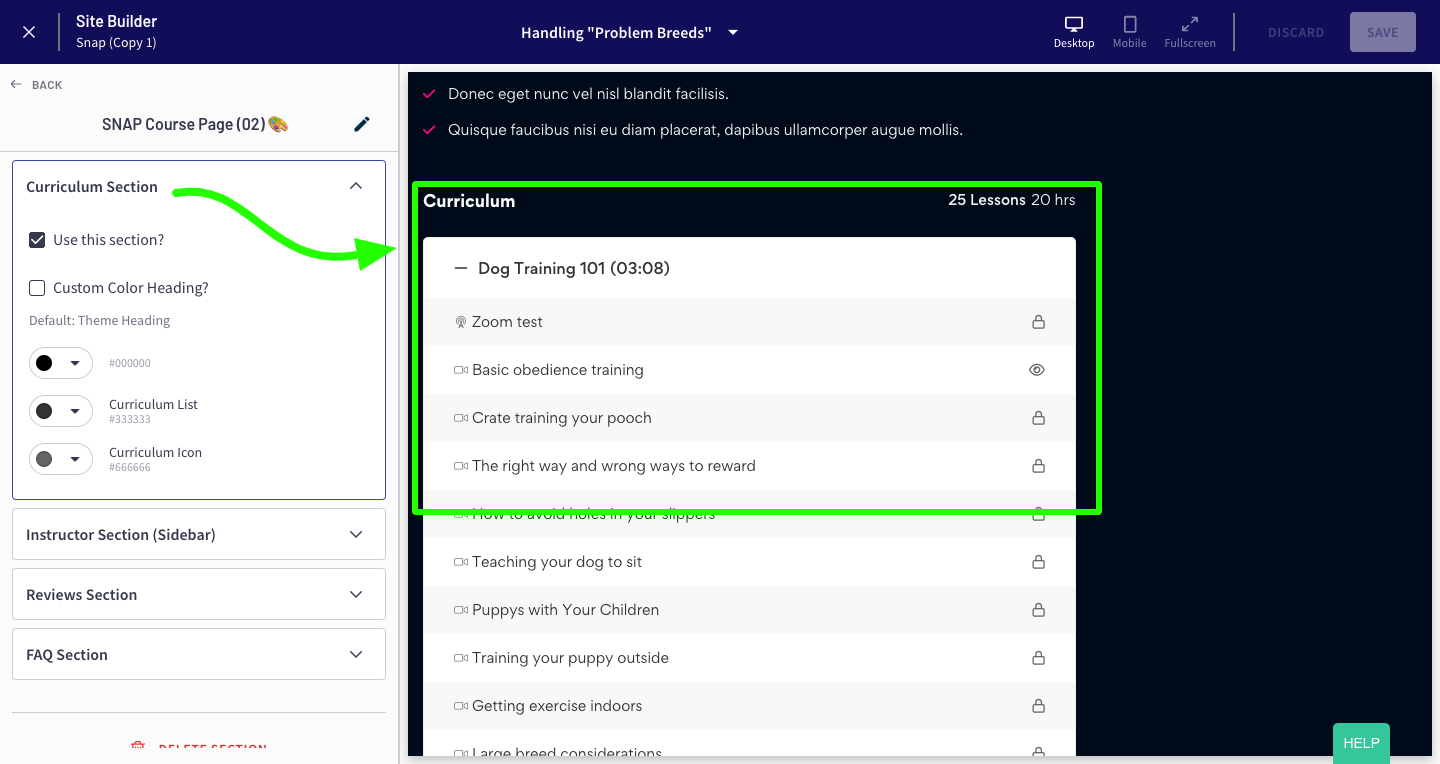 Site Builder
Snap (Copy 1)
Handling "Problem Breeds"
Desktop
Mobile
Fullscreen
DISCARD
SAVE
BACK
SNAP Course Page (02)🎨
Curriculum Section
Use this section?
Custom Color Heading?
Default: Theme Heading
#000000
Curriculum List
#333333
Curriculum Icon
#666666
Instructor Section (Sidebar)
Reviews Section
FAQ Section
DELETE SECTION
Donec eget nunc vel nisl blandit facilisis.
Quisque faucibus nisi eu diam placerat, dapibus ullamcorper augue mollis.
Curriculum
25 Lessons 20 hrs
Dog Training 101 (03:08)
Zoom test
Basic obedience training
Crate training your pooch
The right way and wrong ways to reward
How to avoid holes in your slippers
Teaching your dog to sit
Puppys with Your Children
Training your puppy outside
Getting exercise indoors
Large breed considerations
HELP